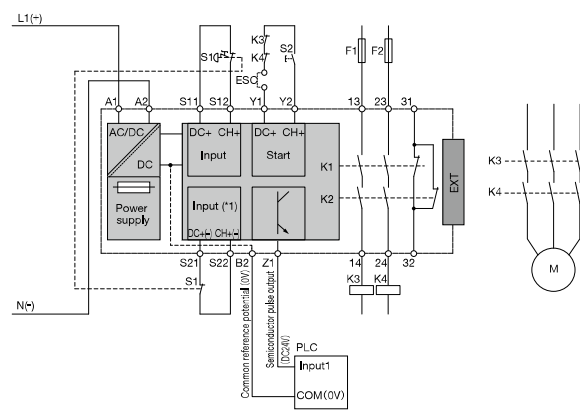 L1(+)
K3
K4
S1
S2
F1
F2
ESC
A1
A2
S11
S12
Y1
Y2
13
23
31
AC/DC
DC
DC+ CH+
Input
DC+ CH+
Start
K1
K2
EXT
K3
K4
M
Power
supply
Input (*1)
DC+(-) CH+(-)
S21
S22
B2
Z1
14
24
32
S1
K3
K4
N(-)
Common reference potential (0V)
Semiconductor pulse output
(DC24V)
PLC
Input1
COM(0V)